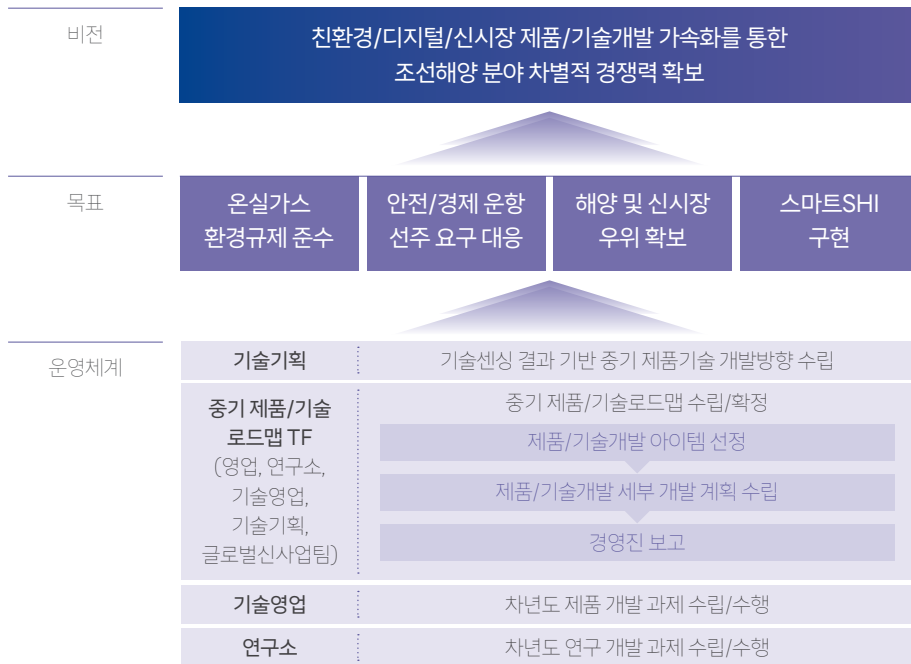 비전
친환경/디지털/신시장 제품/기술개발 가속화를 통한
조선해양 분야 차별적 경쟁력 확보
목표
온실가스
환경규제 준수
안전/경제 운항
선주 요구 대응
해양 및 신시장
우위 확보
스마트SHI
구현
운영체계
기술기획
기술센싱 결과 기반 중기 제품기술 개발방향 수립
중기 제품/기술
로드맵 TF
(영업, 연구소,
기술영업,
기술기획,
글로벌신사업팀)
중기 제품/기술로드맵 수립/확정
제품/기술개발 아이템 선정
제품/기술개발 세부 개발 계획 수립
경영진 보고
기술영업
차년도 제품 개발 과제 수립/수행
연구소
차년도 연구 개발 과제 수립/수행